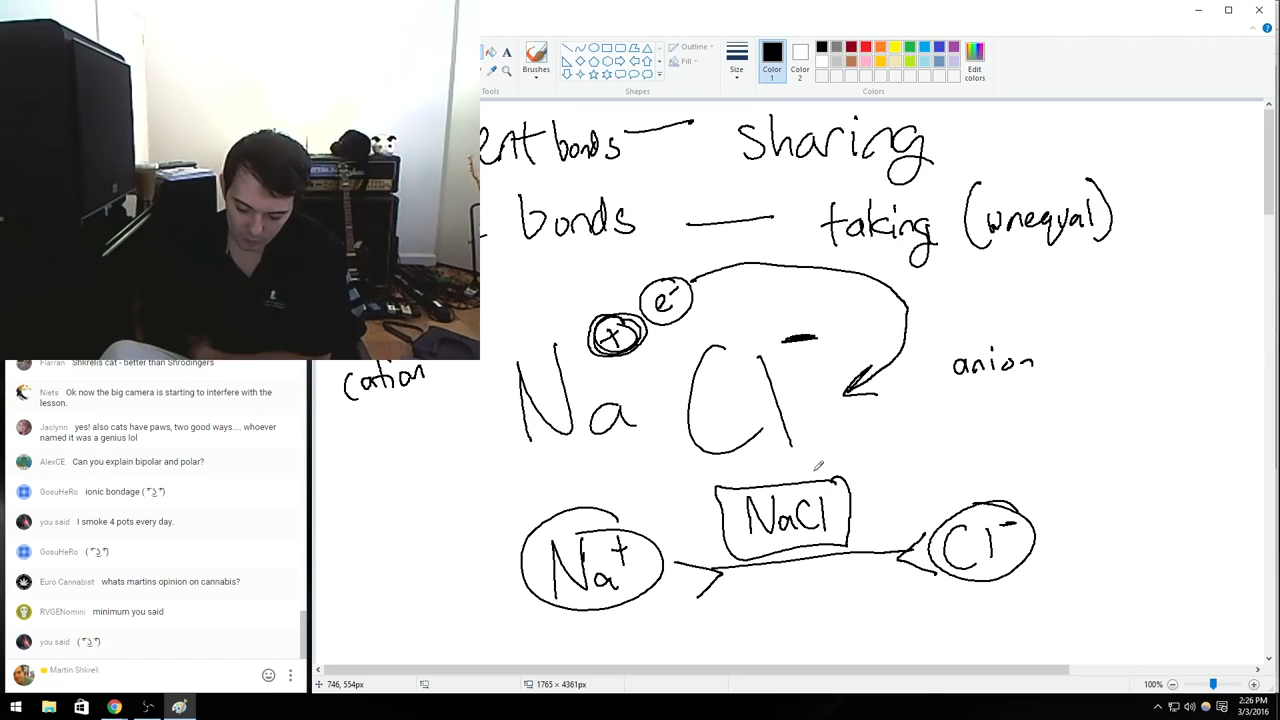 Tools
A
Brushes
Shapes
Outline
Fill
Size
Color 1
Color 2
Edit colors
Colors
ent bonds — sharing
bonds — taking (unequal)
+ e-
Na Cl -
cation
anion
NaCl
Na+
Cl-
Flarran Shkrelis cat - better than Shrodingers
Niets Ok now the big camera is starting to interfere with the
lesson.
Jaclynn yes! also cats have paws, two good ways.... whoever
named it was a genius lol
AlexCE Can you explain bipolar and polar?
GosuHeRo ionic bondage ( ͡° ͜ʖ ͡°)
you said I smoke 4 pots every day.
GosuHeRo ( ͡° ͜ʖ ͡°)
Euro Cannabist whats martins opinion on cannabis?
RVGENomini minimum you said
you said ( ͡° ͜ʖ ͡°)
Martin Shkreli
746, 554px
1765 × 4361px
100%
2:26 PM
3/3/2016